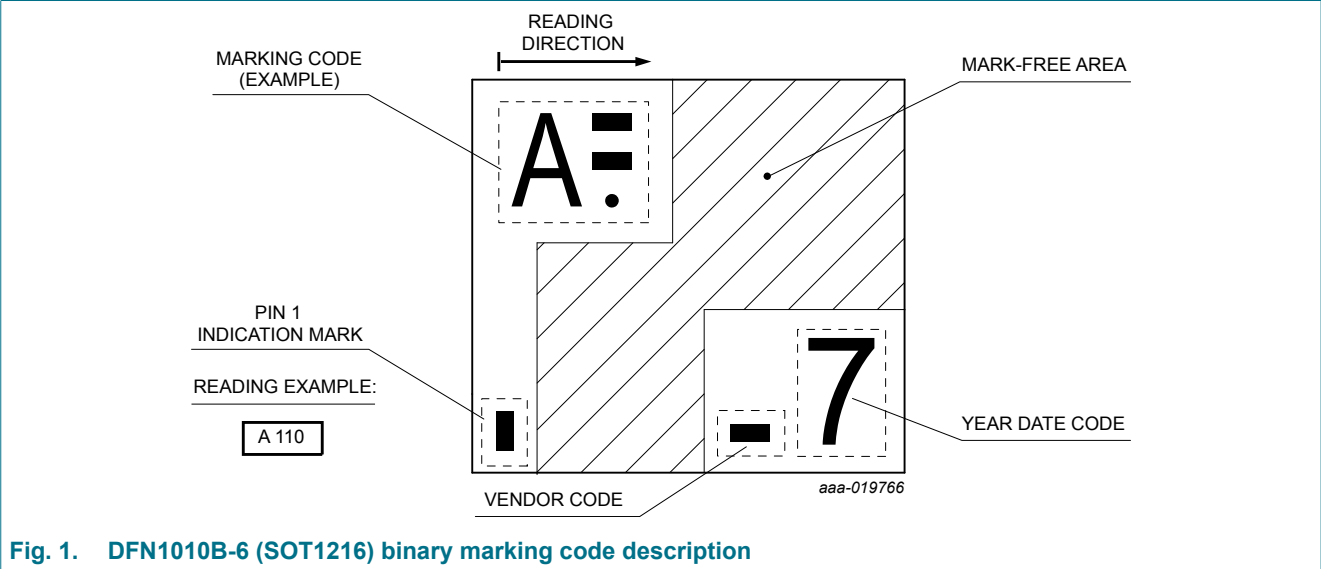 READING
DIRECTION
MARKING CODE
(EXAMPLE)
MARK-FREE AREA
A
PIN 1
INDICATION MARK
READING EXAMPLE:
A 110
7
YEAR DATE CODE
VENDOR CODE
aaa-019766
Fig. 1. DFN1010B-6 (SOT1216) binary marking code description